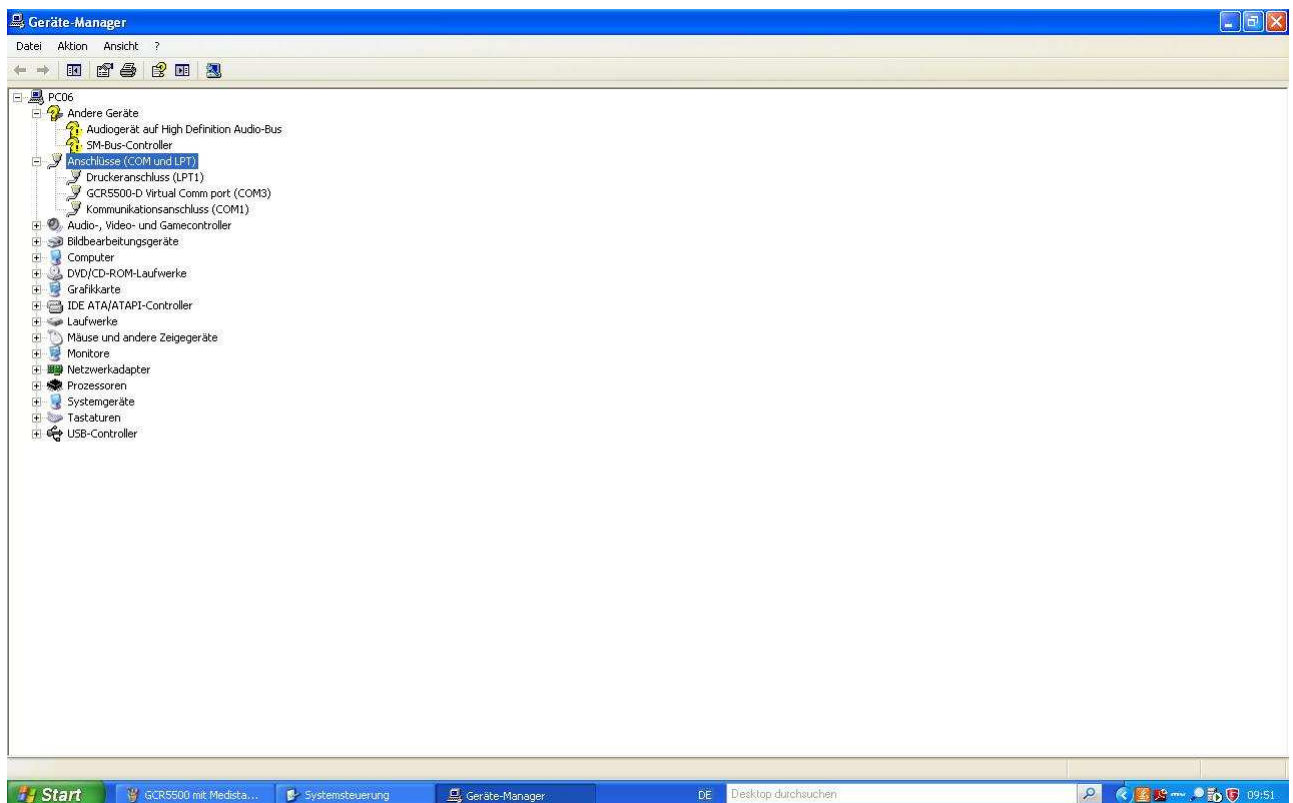 Geräte-Manager
Datei Aktion Ansicht ?
PC06
Andere Geräte
Audiogerät auf High Definition Audio-Bus
SM-Bus-Controller
Anschlüsse (COM und LPT)
Druckeranschluss (LPT1)
GCR5500-D Virtual Comm port (COM3)
Kommunikationsanschluss (COM1)
Audio-, Video- und Gamecontroller
Bildbearbeitungsgeräte
Computer
DVD/CD-ROM-Laufwerke
Grafikkarte
IDE ATA/ATAPI-Controller
Laufwerke
Mäuse und andere Zeigegeräte
Monitore
Netzwerkadapter
Prozessoren
Systemgeräte
Tastaturen
USB-Controller
Start GCR5500 mit Medista... Systemsteuerung Geräte-Manager DE Desktop durchsuchen 09:51